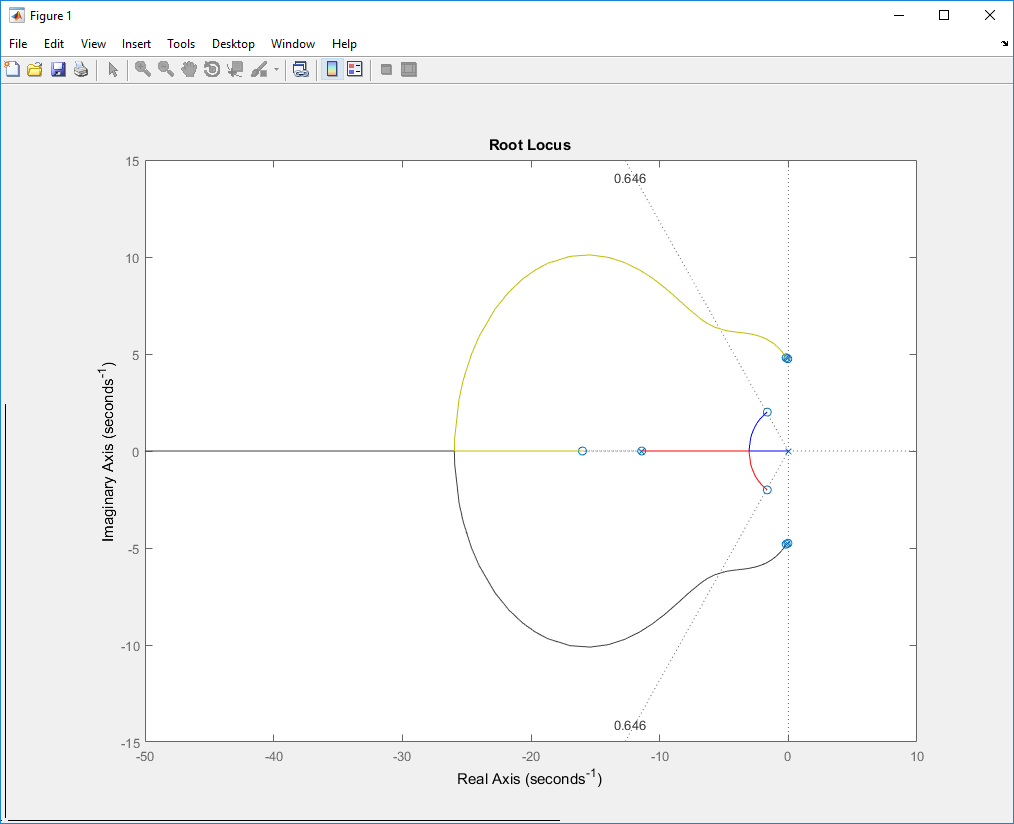 Figure 1
File Edit View Insert Tools Desktop Window Help
Root Locus
15
10
5
0
-5
-10
-15
0.646
0.646
-50 -40 -30 -20 -10 0 10
Imaginary Axis (seconds⁻¹)
Real Axis (seconds⁻¹)